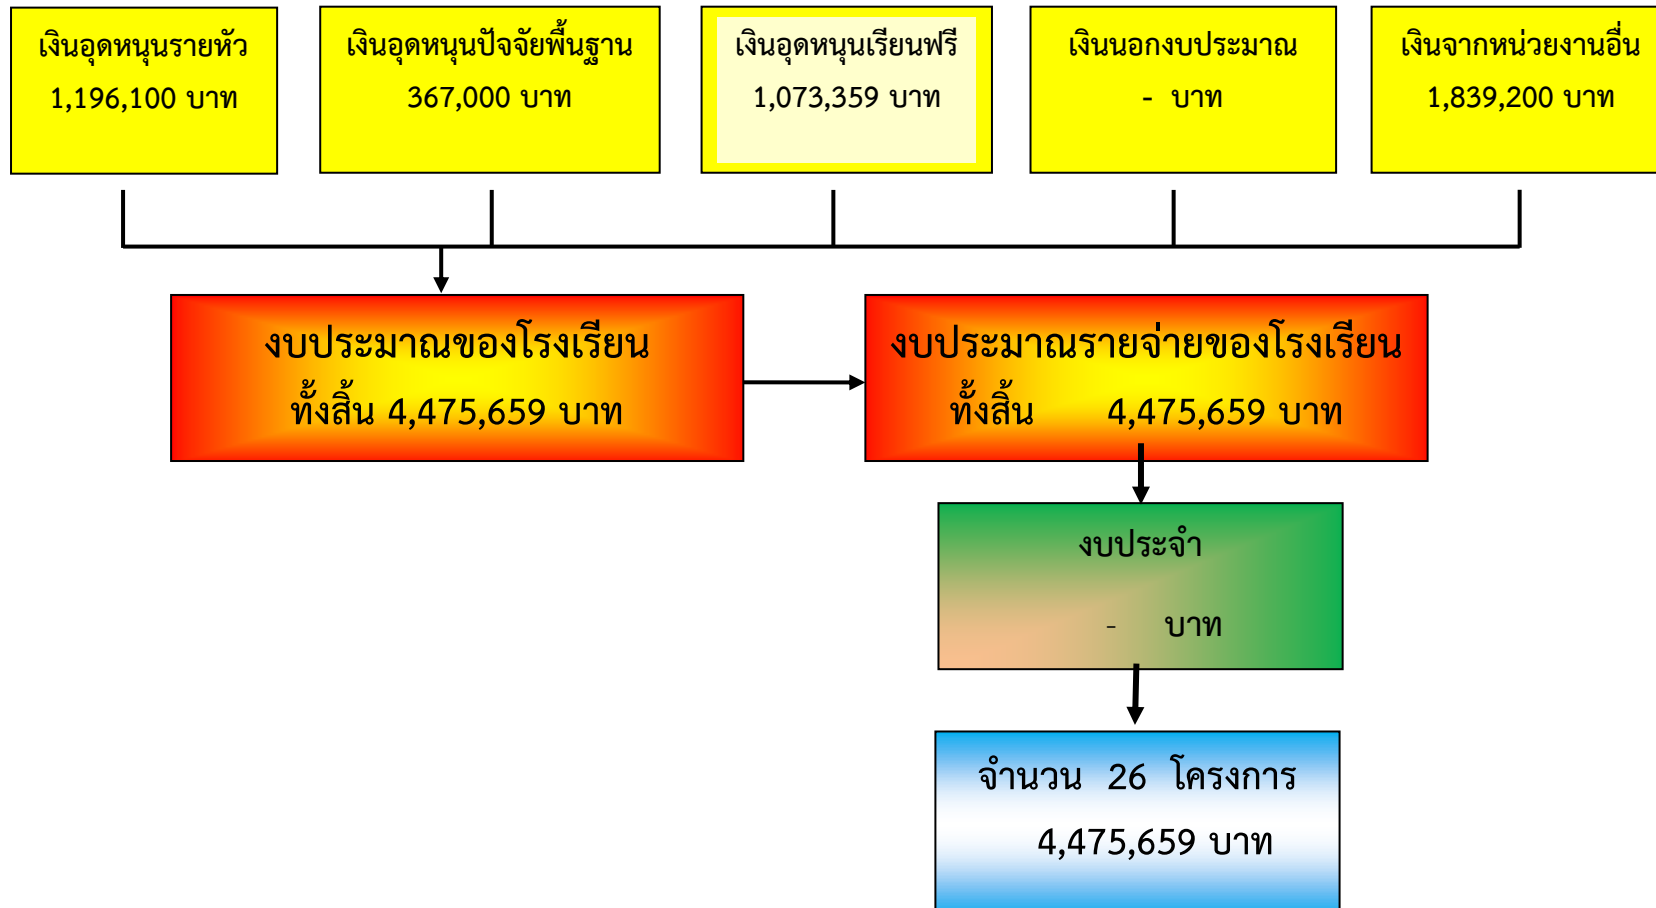 เงินอุดหนุนรายหัว
1,196,100 บาท
เงินอุดหนุนปัจจัยพื้นฐาน
367,000 บาท
เงินอุดหนุนเรียนฟรี
1,073,359 บาท
เงินนอกงบประมาณ
- บาท
เงินจากหน่วยงานอื่น
1,839,200 บาท
งบประมาณของโรงเรียน
ทั้งสิ้น 4,475,659 บาท
งบประมาณรายจ่ายของโรงเรียน
ทั้งสิ้น 4,475,659 บาท
งบประจำ
- บาท
จำนวน 26 โครงการ
4,475,659 บาท